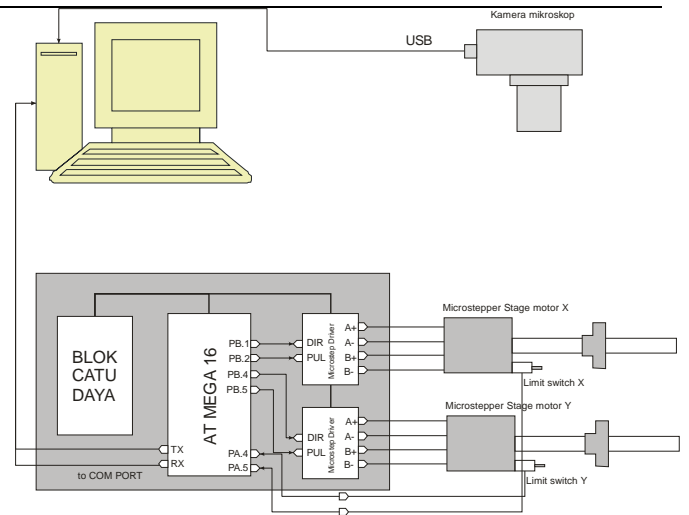 Kamera mikroskop
USB
Microstepper Stage motor X
BLOK
CATU
DAYA
AT MEGA 16
PB.1
PB.2
PB.4
PB.5
PA.4
PA.5
TX
RX
to COM PORT
DIR
PUL
Microstep Driver
A+
A-
B+
B-
Limit switch X
Microstepper Stage motor Y
DIR
PUL
Microstep Driver
A+
A-
B+
B-
Limit switch Y